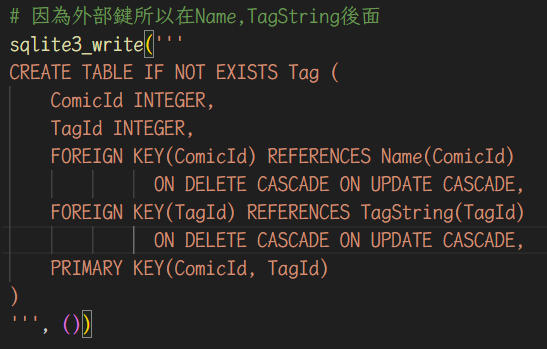 # 因為外部鍵所以在Name,TagString後面
sqlite3_write('''
CREATE TABLE IF NOT EXISTS Tag (
    ComicId INTEGER,
    TagId INTEGER,
    FOREIGN KEY(ComicId) REFERENCES Name(ComicId)
              ON DELETE CASCADE ON UPDATE CASCADE,
    FOREIGN KEY(TagId) REFERENCES TagString(TagId)
              ON DELETE CASCADE ON UPDATE CASCADE,
    PRIMARY KEY(ComicId, TagId)
)
''', ())